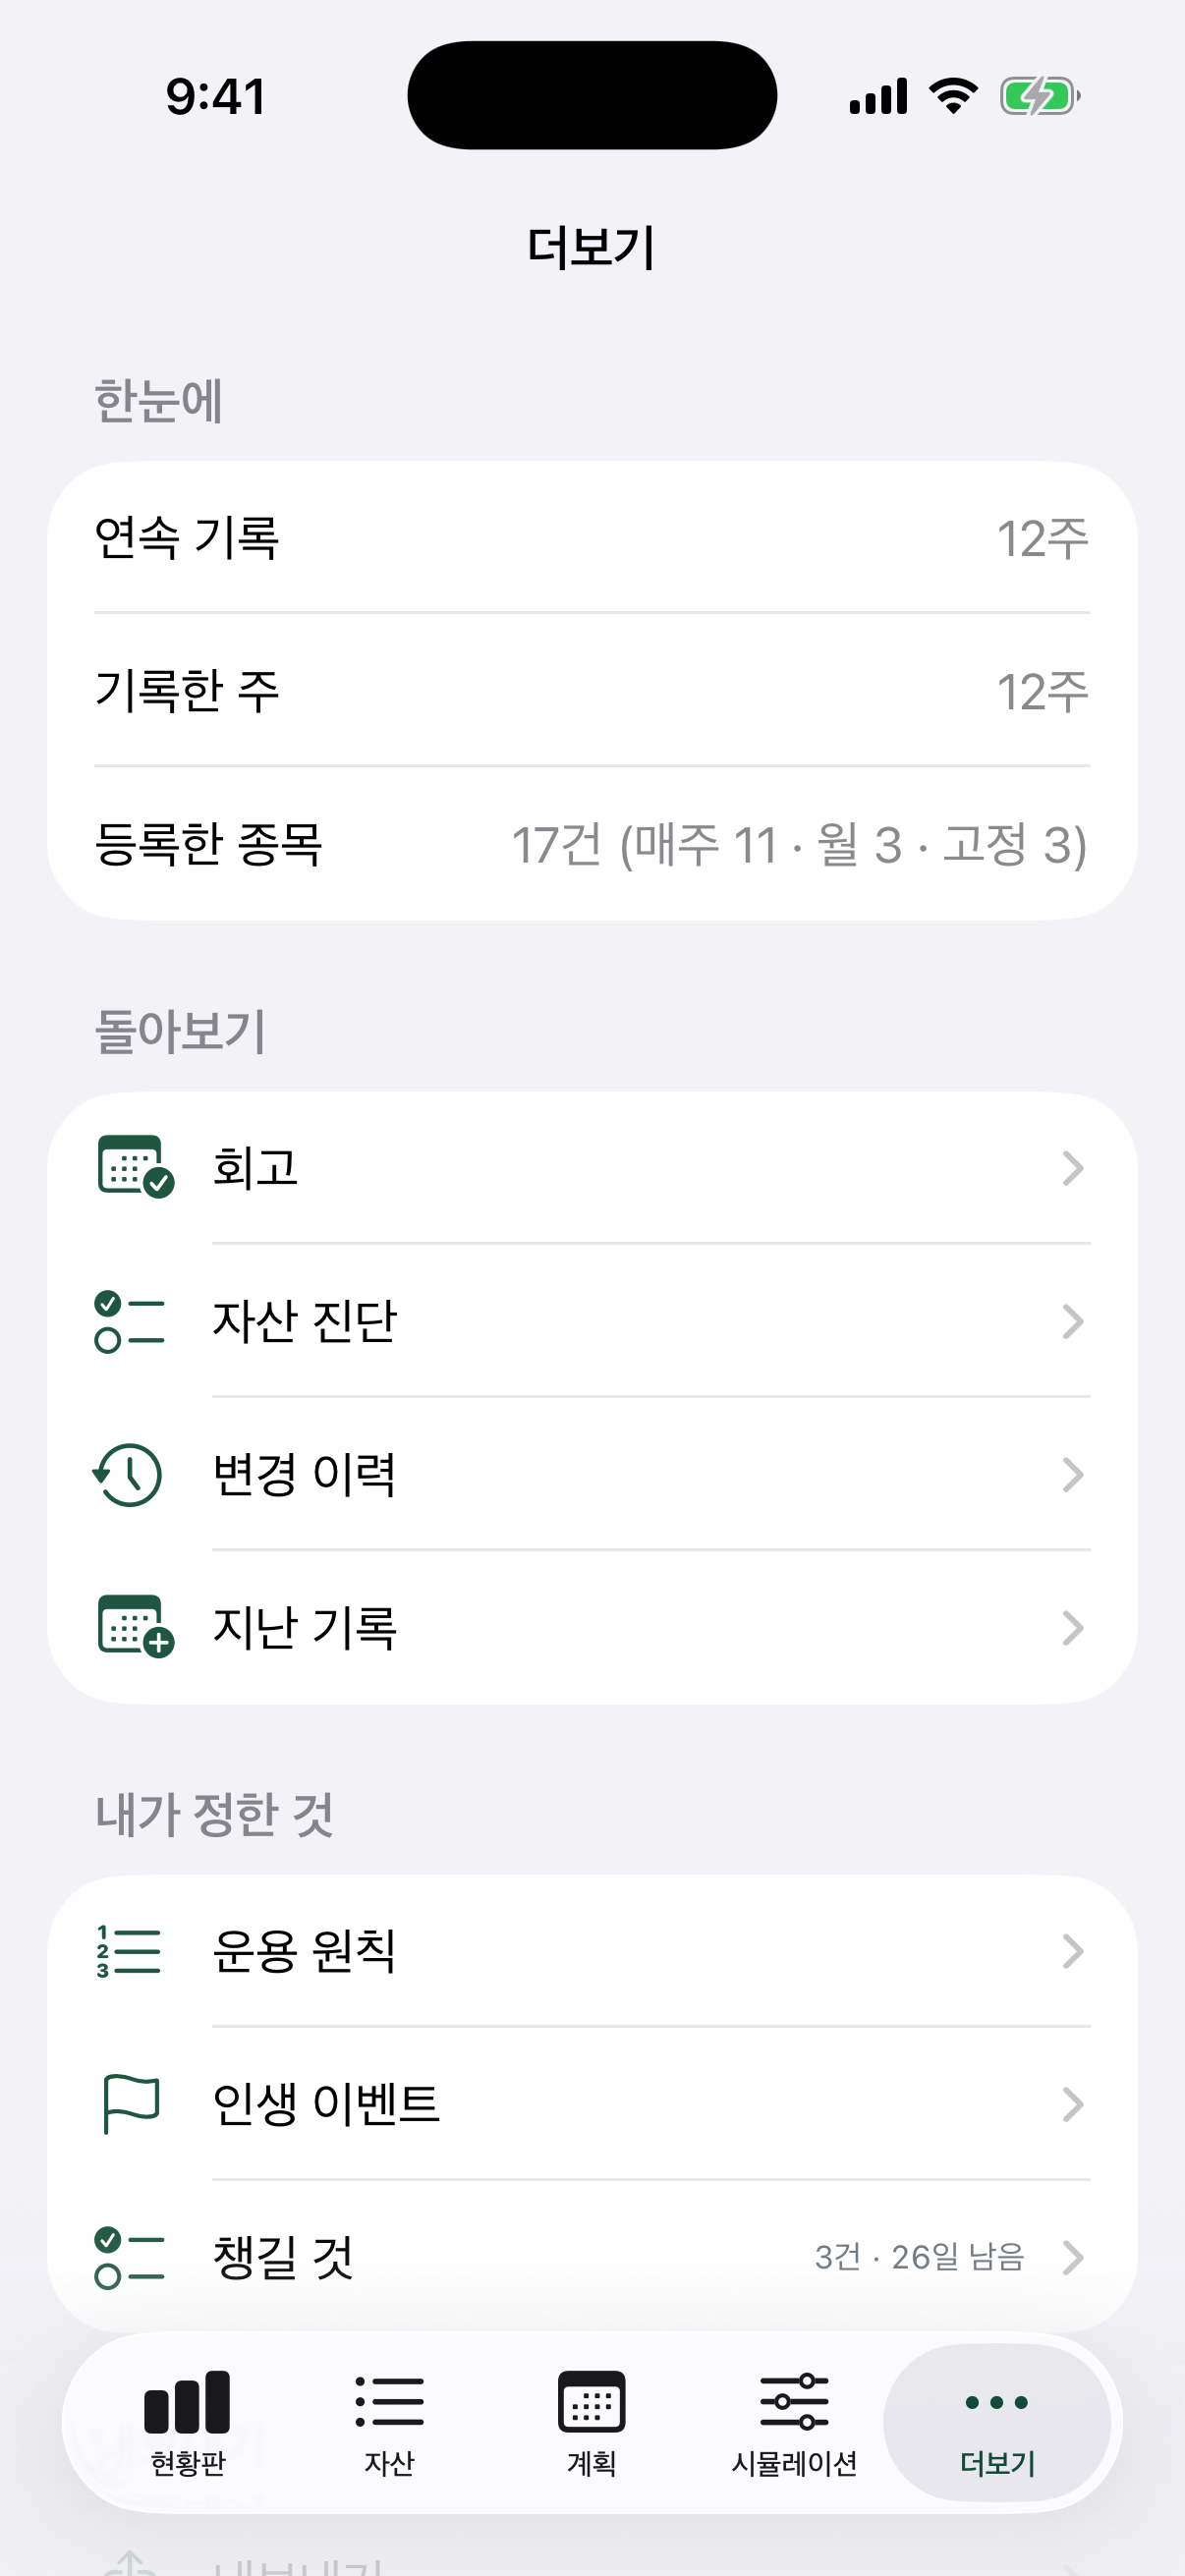 9:41
더보기
한눈에
연속 기록 12주
기록한 주 12주
등록한 종목 17건 (매주 11 · 월 3 · 고정 3)
돌아보기
회고
자산 진단
변경 이력
지난 기록
내가 정한 것
1
2
3
운용 원칙
인생 이벤트
챙길 것 3건 · 26일 남음
현황판 자산 계획 시뮬레이션 더보기